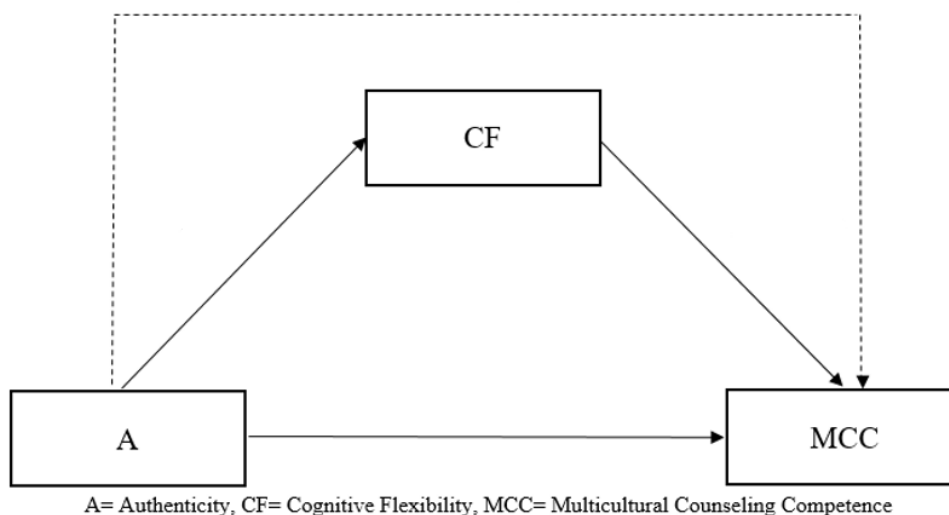 CF
A
MCC
A= Authenticity, CF= Cognitive Flexibility, MCC= Multicultural Counseling Competence